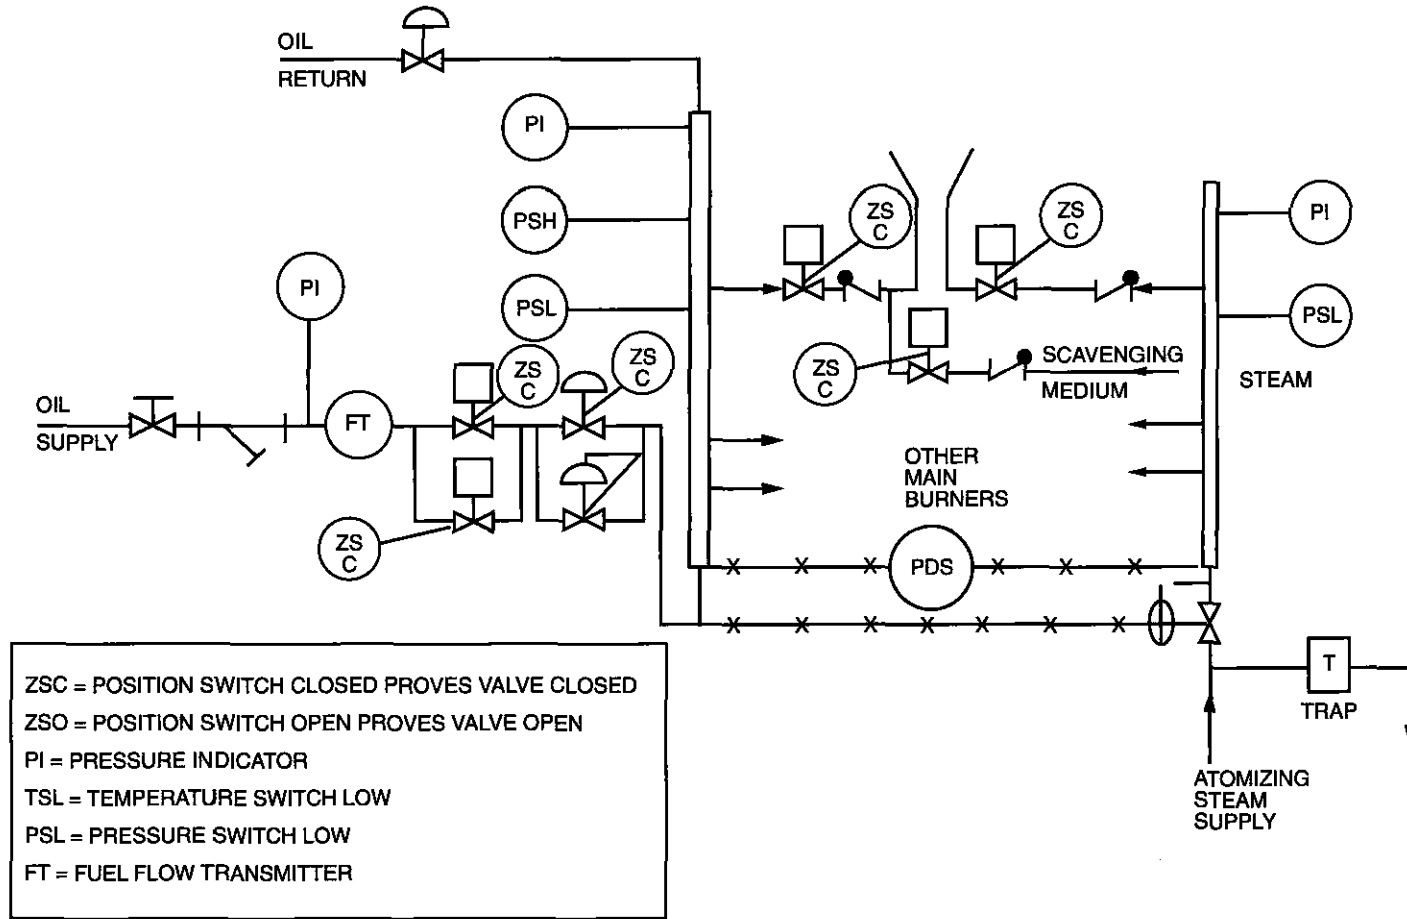 OIL
RETURN
PI
PSH
PSL
PI
OIL
SUPPLY
FT
ZS
C
ZS
C
ZS
C
ZS
C
ZS
C
ZS
C
SCAVENGING
MEDIUM
PI
PSL
STEAM
OTHER
MAIN
BURNERS
PDS
X X X X X X
X X X X X X X
T
TRAP
ATOMIZING
STEAM
SUPPLY
ZSC = POSITION SWITCH CLOSED PROVES VALVE CLOSED
ZSO = POSITION SWITCH OPEN PROVES VALVE OPEN
PI = PRESSURE INDICATOR
TSL = TEMPERATURE SWITCH LOW
PSL = PRESSURE SWITCH LOW
FT = FUEL FLOW TRANSMITTER